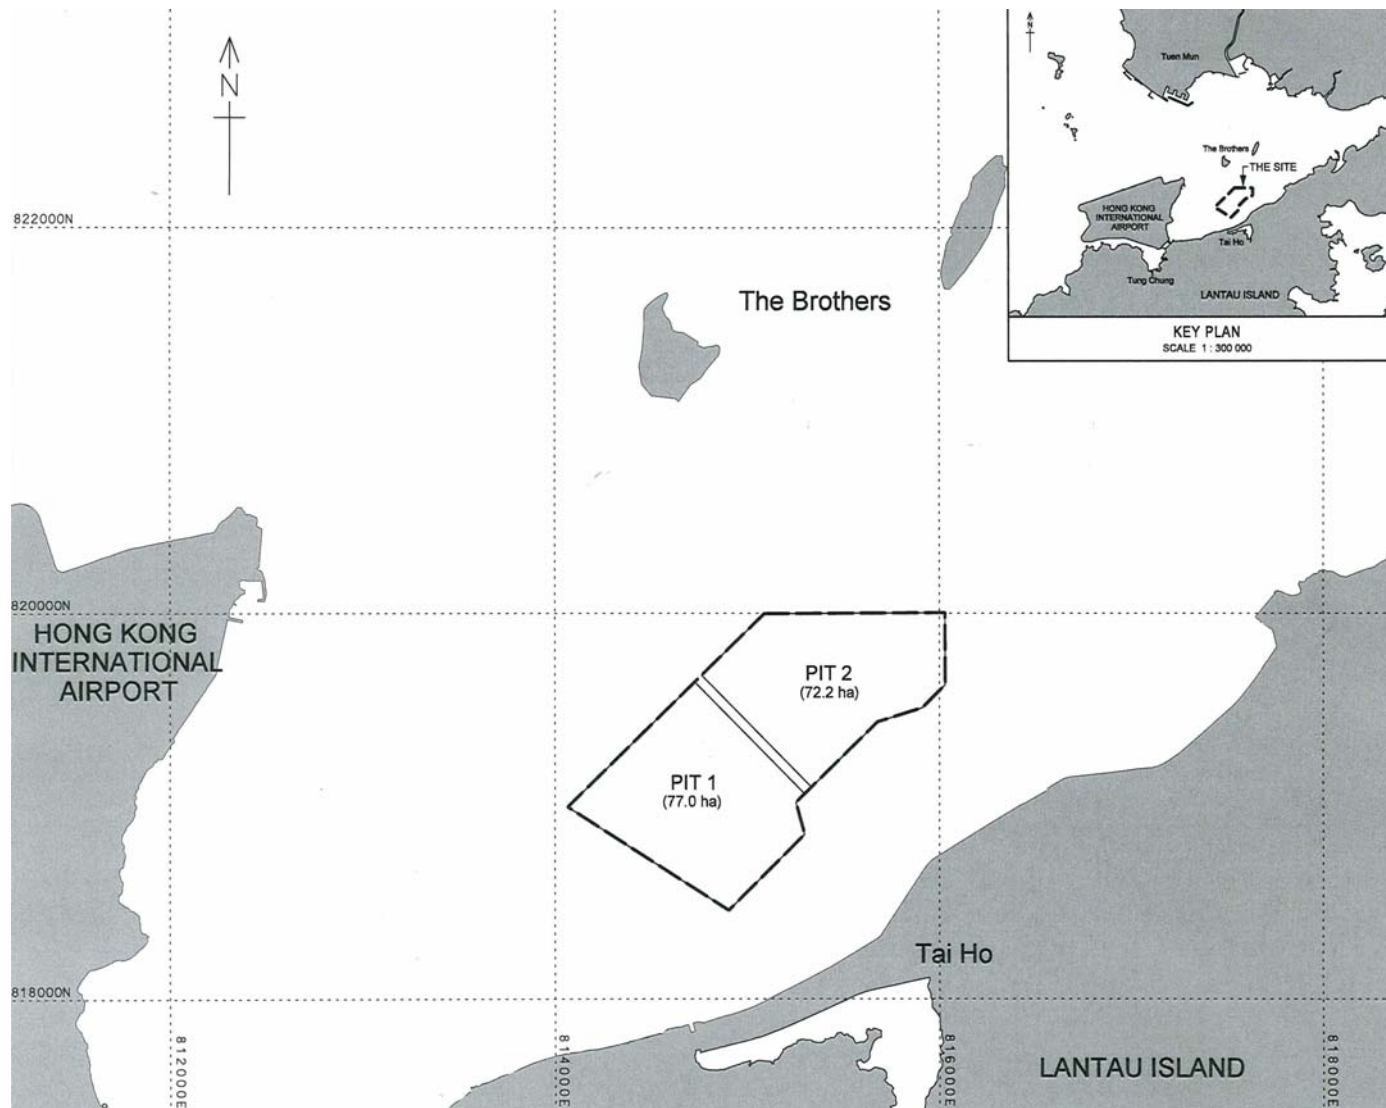 N
822000N
The Brothers
820000N
HONG KONG
INTERNATIONAL
AIRPORT
PIT 2
(72.2 ha)
PIT 1
(77.0 ha)
Tai Ho
818000N
812000E
814000E
816000E
818000E
LANTAU ISLAND
N
Tuen Mun
The Brothers
THE SITE
HONG KONG
INTERNATIONAL
AIRPORT
Tai Ho
Tung Chung
LANTAU ISLAND
KEY PLAN
SCALE 1 : 300 000